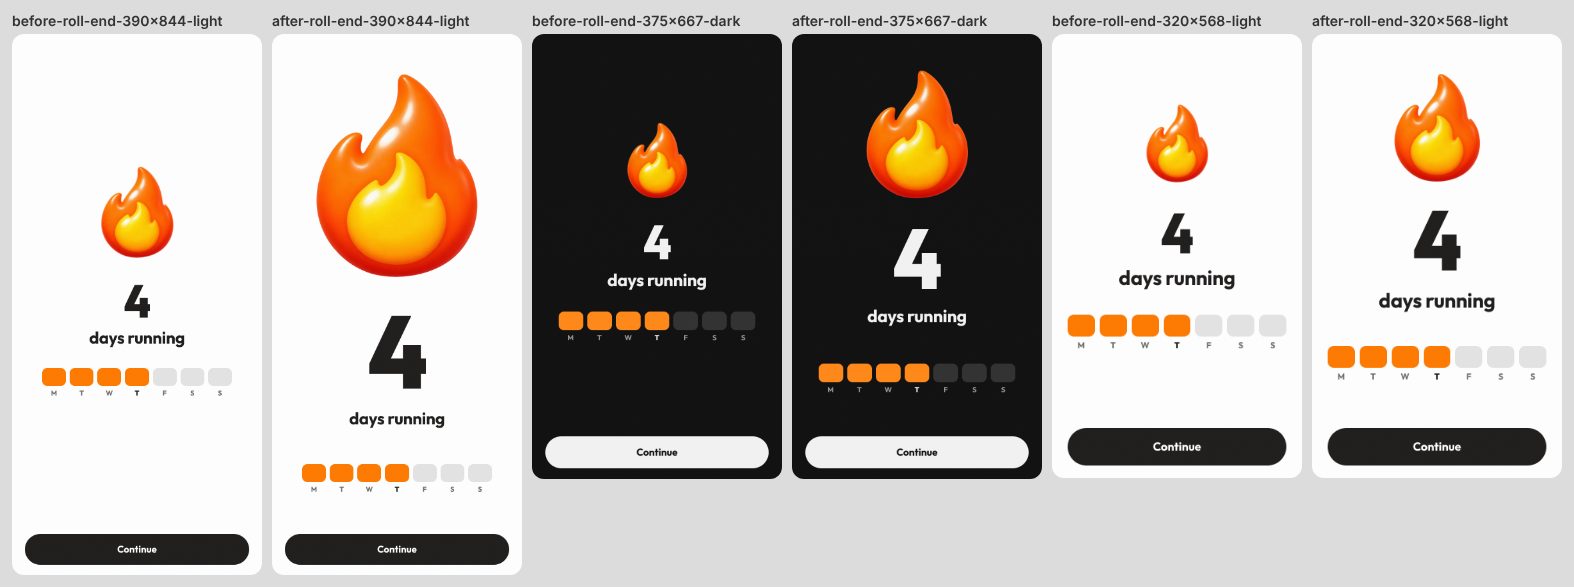 before-roll-end-390×844-light
4
days running
M T W T F S S
Continue
after-roll-end-390×844-light
4
days running
M T W T F S S
Continue
before-roll-end-375×667-dark
4
days running
M T W T F S S
Continue
after-roll-end-375×667-dark
4
days running
M T W T F S S
Continue
before-roll-end-320×568-light
4
days running
M T W T F S S
Continue
after-roll-end-320×568-light
4
days running
M T W T F S S
Continue